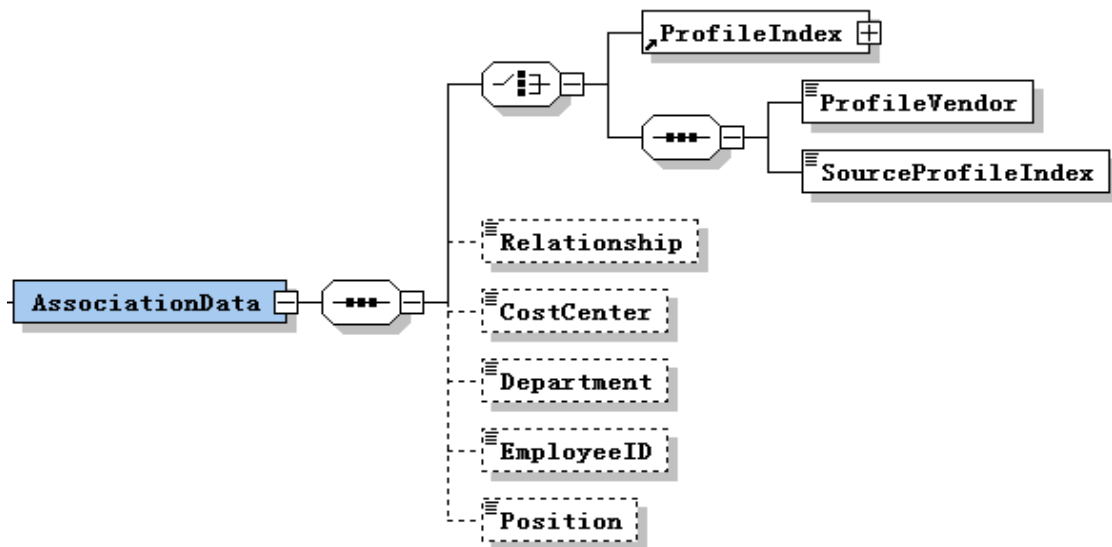 ProfileIndex
ProfileVendor
SourceProfileIndex
Relationship
AssociationData
CostCenter
Department
EmployeeID
Position